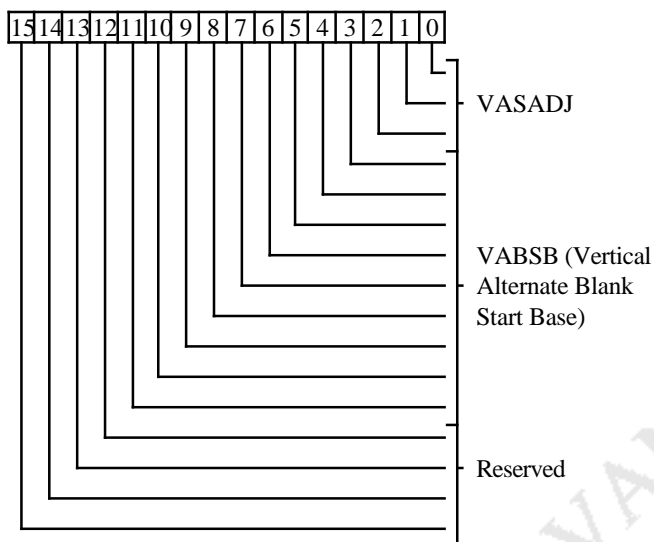 15 14 13 12 11 10 9 8 7 6 5 4 3 2 1 0
VASADJ
VABSB (Vertical
Alternate Blank
Start Base)
Reserved